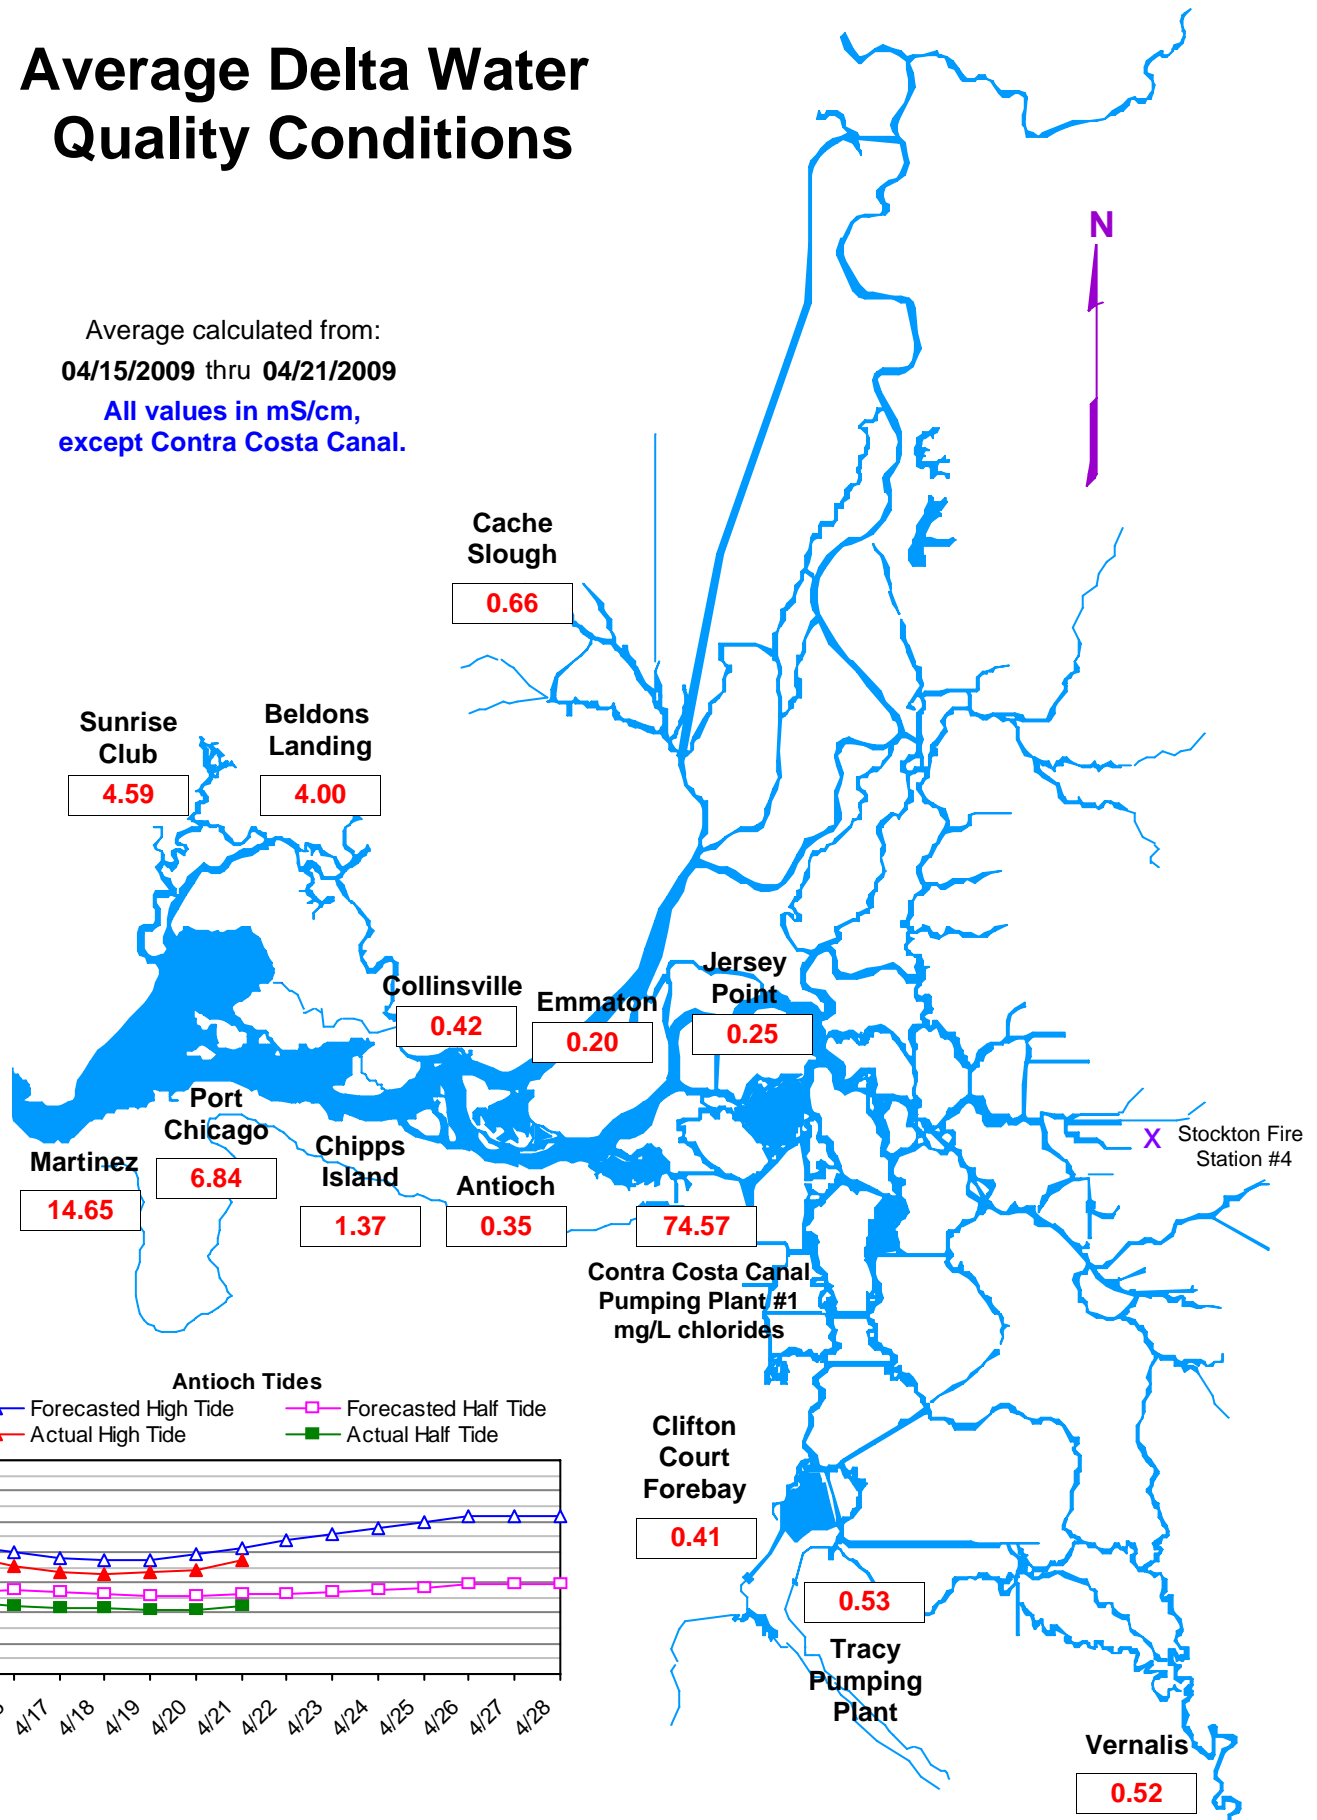 Average Delta Water
Quality Conditions
N
Average calculated from:
04/15/2009 thru 04/21/2009
All values in mS/cm,
except Contra Costa Canal.
Cache
Slough
0.66
Sunrise
Club
4.59
Beldons
Landing
4.00
Collinsville
0.42
Emmaton
0.20
Jersey
Point
0.25
Port
Chicago
6.84
Martinez
14.65
Chipps
Island
1.37
Antioch
0.35
74.57
Contra Costa Canal
Pumping Plant #1
mg/L chlorides
X Stockton Fire
Station #4
Antioch Tides
Forecasted High Tide
Forecasted Half Tide
Actual High Tide
Actual Half Tide
4/17 4/18 4/19 4/20 4/21 4/22 4/23 4/24 4/25 4/26 4/27 4/28
Clifton
Court
Forebay
0.41
0.53
Tracy
Pumping
Plant
Vernalis
0.52